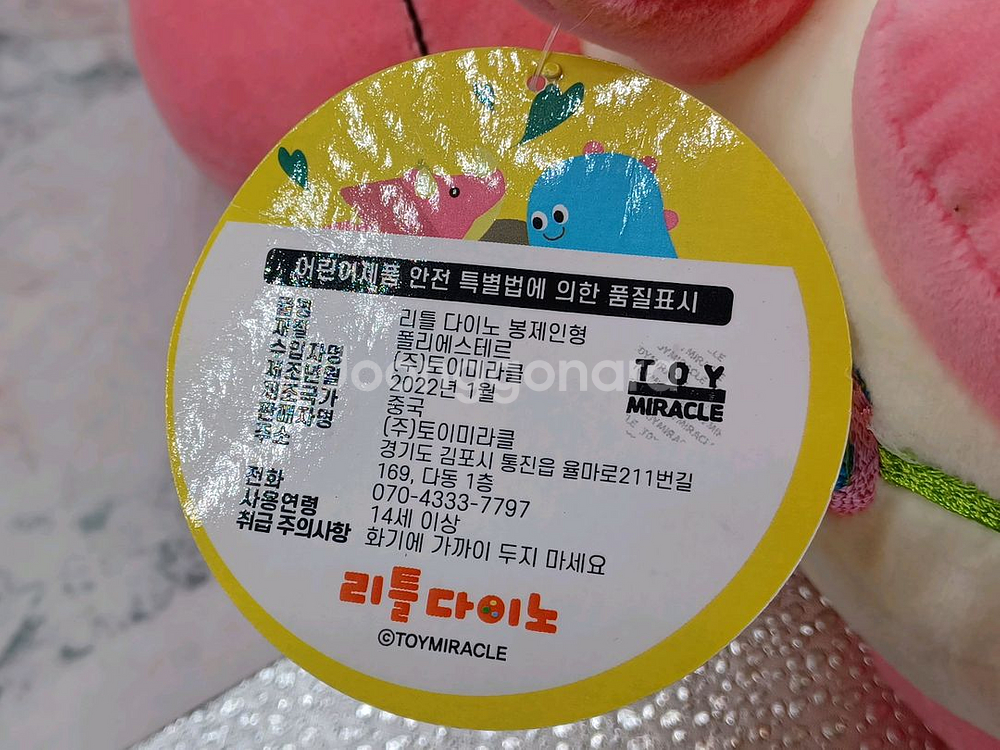 어린어제품 안전 특별법에 의한 품질표시
품명 리틀 다이노 봉제인형
재질 폴리에스테르
수입자명 (주)토이미라클
제조연월 2022년 1월
제조국가 중국
판매자명 (주)토이미라클
주소 경기도 김포시 통진읍 율마로211번길
169, 다동 1층
전화 070-4333-7797
사용연령 14세 이상
취급 주의사항 화기에 가까이 두지 마세요
TOY
MIRACLE
리틀다이노
©TOYMIRACLE